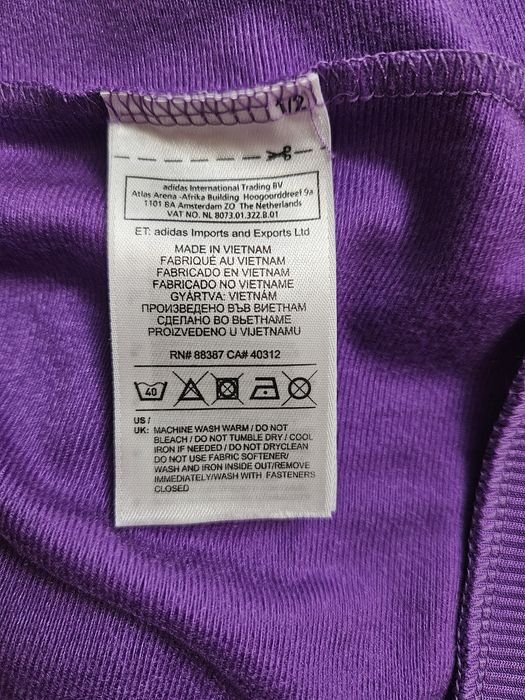 1/2
adidas International Trading BV
Atlas Arena -Afrika Building Hoogoorddreef 9a
1101 BA Amsterdam ZO The Netherlands
VAT NO. NL 8073.01.322.B.01
ET: adidas Imports and Exports Ltd
MADE IN VIETNAM
FABRIQUÉ AU VIETNAM
FABRICADO EN VIETNAM
FABRICADO NO VIETNAME
GYÁRTVA: VIETNÁM
ПРОИЗВЕДЕНО ВЪВ ВИЕТНАМ
СДЕЛАНО ВО ВЬЕТНАМЕ
PROIZVEDENO U VIJETNAMU
RN# 88387 CA# 40312
40
US /
UK: MACHINE WASH WARM / DO NOT
BLEACH / DO NOT TUMBLE DRY / COOL
IRON IF NEEDED / DO NOT DRYCLEAN
DO NOT USE FABRIC SOFTENER/
WASH AND IRON INSIDE OUT/REMOVE
IMMEDIATELY/WASH WITH FASTENERS
CLOSED